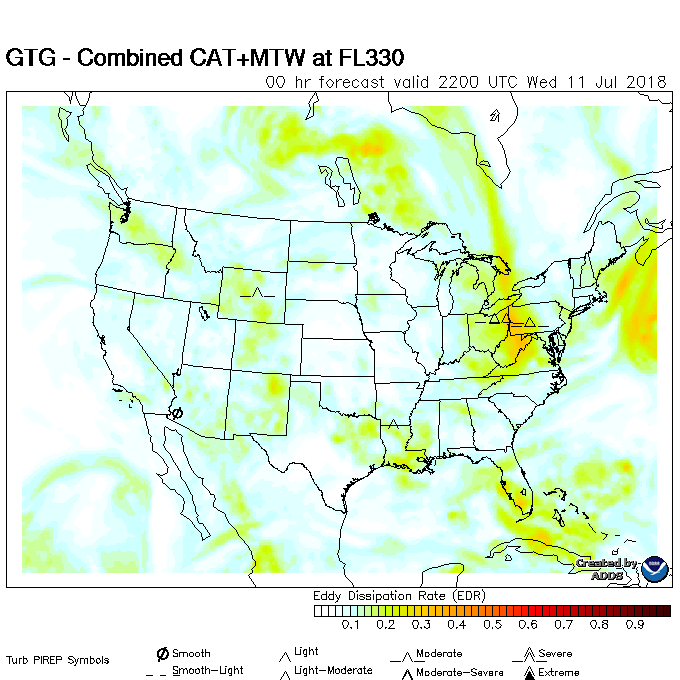 GTG - Combined CAT+MTW at FL330
00 hr forecast valid 2200 UTC Wed 11 Jul 2018
Created by
ADDS
Eddy Dissipation Rate (EDR)
0.1 0.2 0.3 0.4 0.5 0.6 0.7 0.8 0.9
Turb PIREP Symbols
Smooth Light Moderate Severe
Smooth-Light Light-Moderate Moderate-Severe Extreme